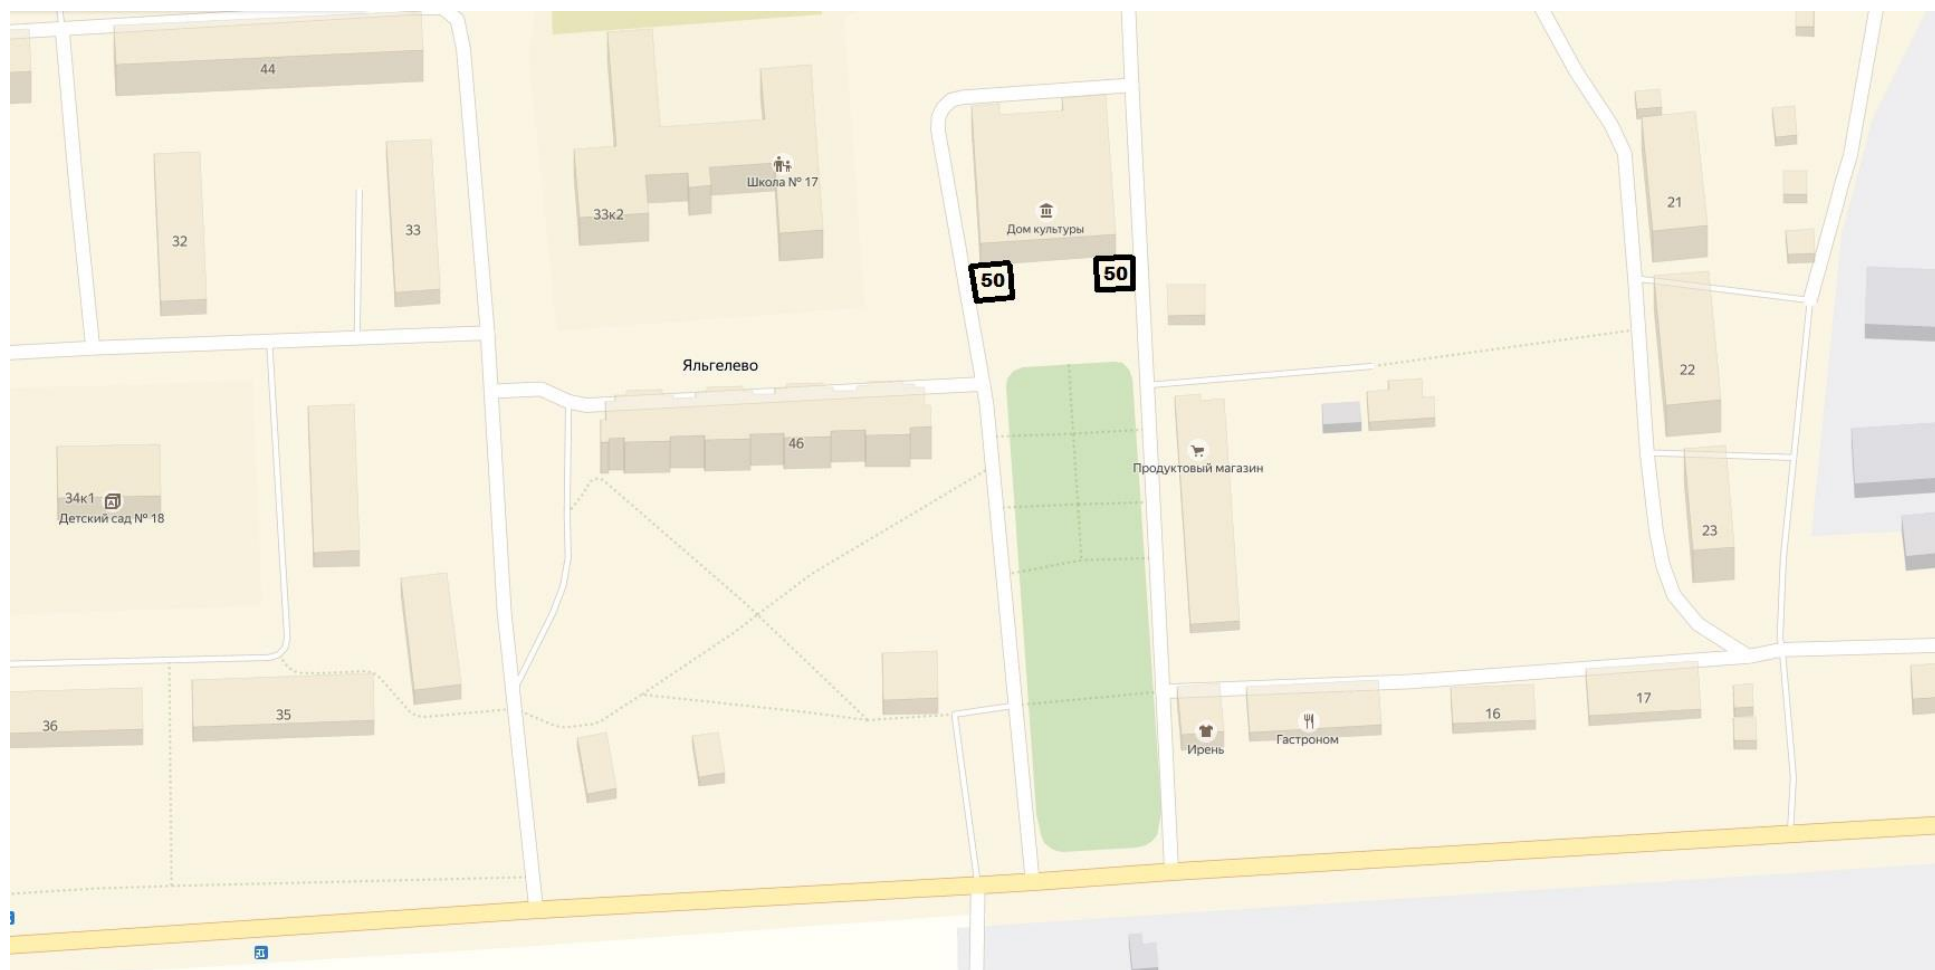 44
Школа № 17
33к2
33
32
21
Дом культуры
50
50
Яльгелево
22
46
Продуктовый магазин
34к1
Детский сад № 18
23
17
16
35
36
Ирень
Гастроном